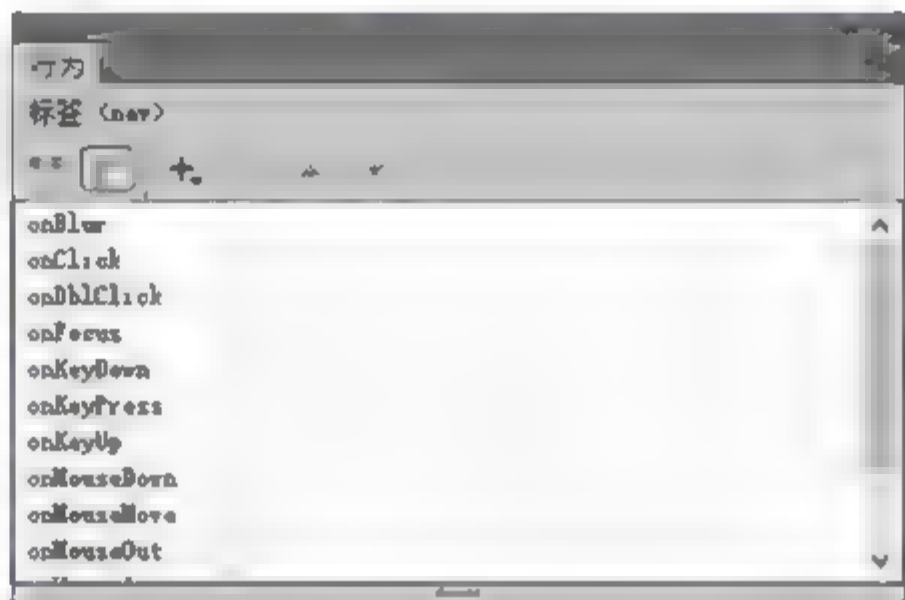 行为
标签 <nav>
onBlur
onClick
onDblClick
onFocus
onKeyDown
onKeyPress
onKeyUp
onMouseDown
onMouseMove
onMouseOut